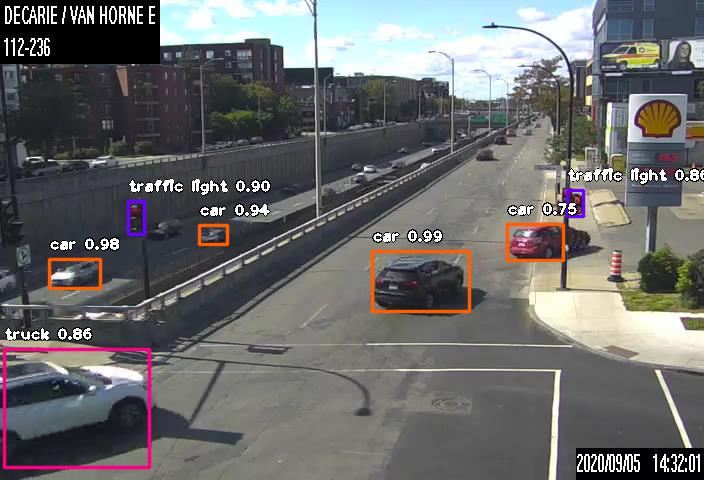 DECARIE / VAN HORNE E
112-236
traffic light 0.90
traffic light 0.86
car 0.94
car 0.75
car 0.98
car 0.99
truck 0.86
2020/09/05 14:32:01